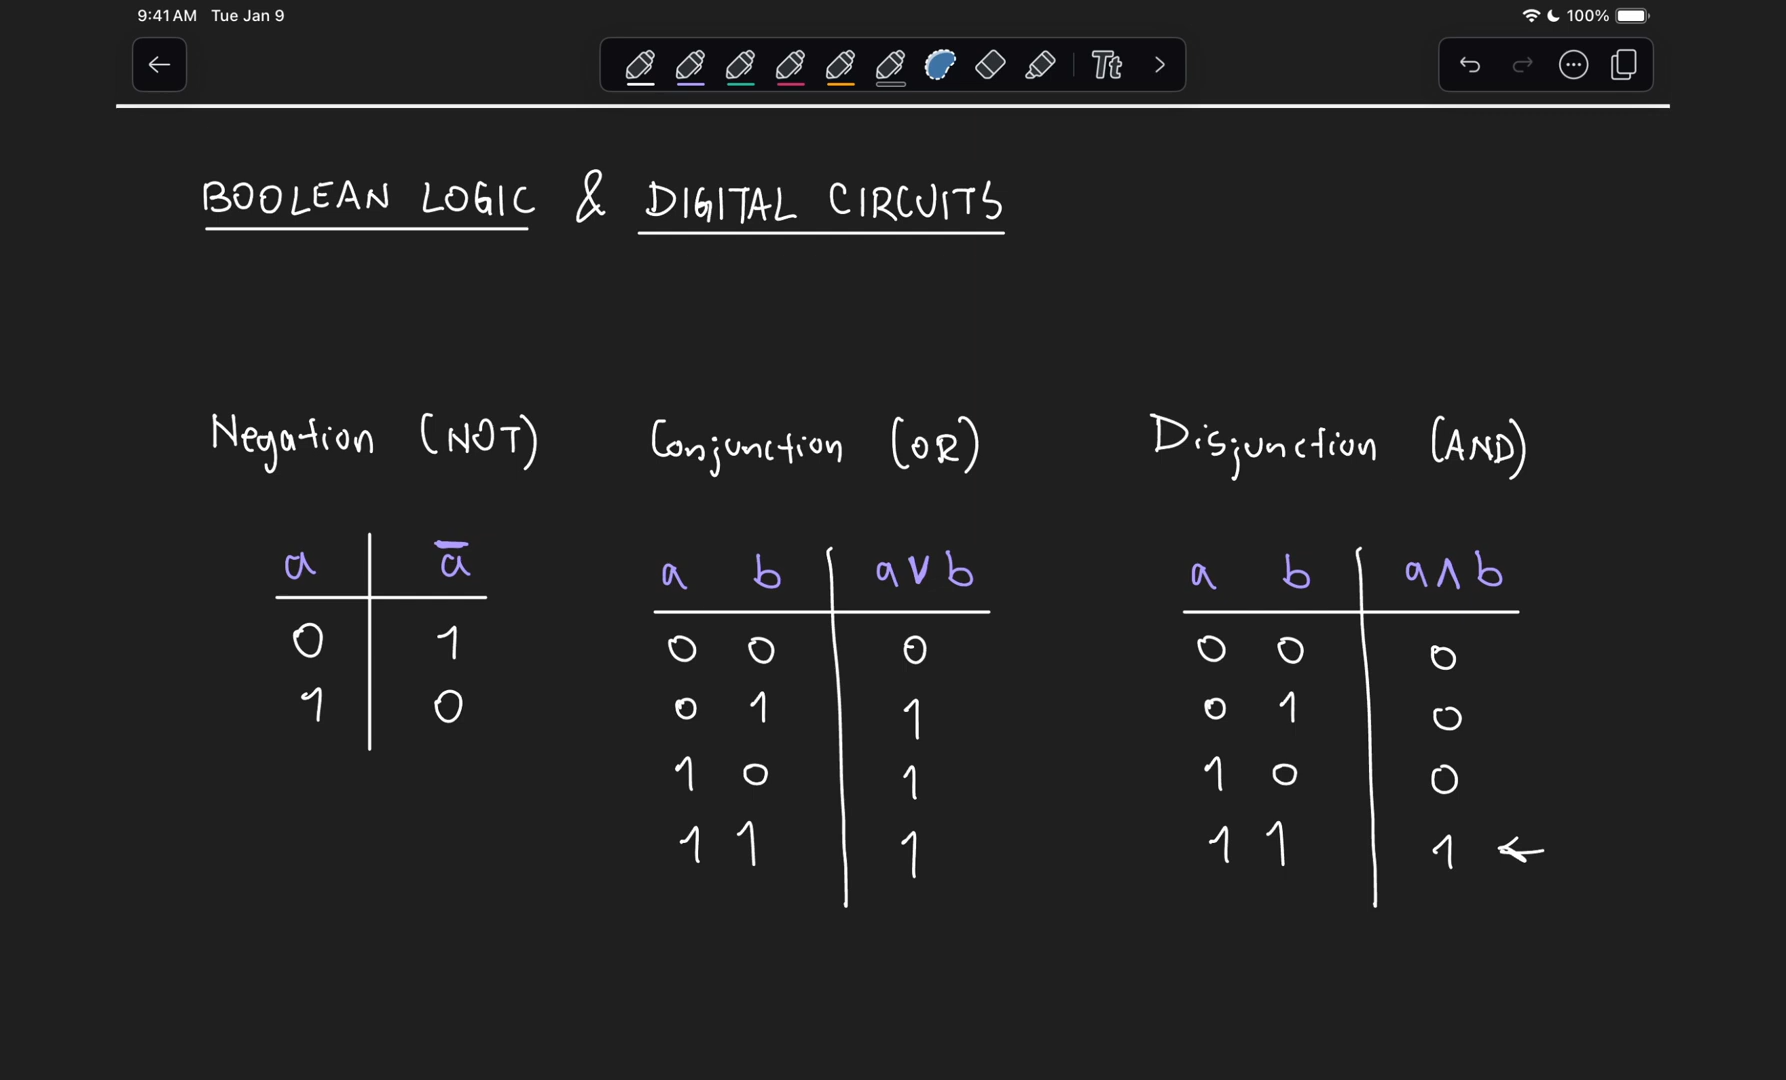 9:41 AM Tue Jan 9
100%
Tt
BOOLEAN LOGIC & DIGITAL CIRCUITS
Negation (NOT)
a a̅
0 1
1 0
Conjunction (OR)
a b a∨b
0 0 0
0 1 1
1 0 1
1 1 1
Disjunction (AND)
a b a∧b
0 0 0
0 1 0
1 0 0
1 1 1 ←